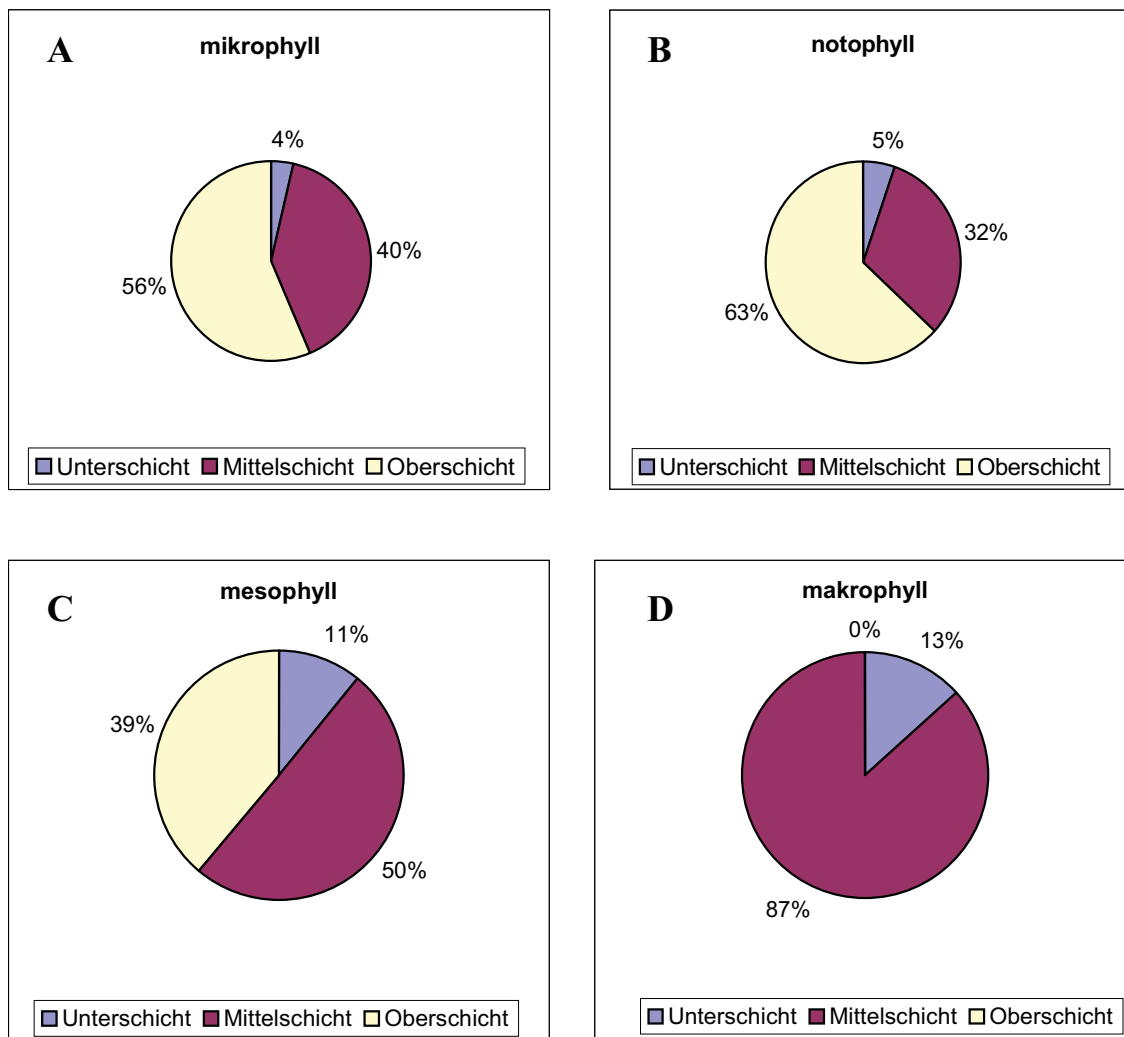 A
mikrophyll
4%
40%
56%
Unterschicht Mittelschicht Oberschicht
B
notophyll
5%
32%
63%
Unterschicht Mittelschicht Oberschicht
C
mesophyll
11%
39%
50%
Unterschicht Mittelschicht Oberschicht
D
makrophyll
0%
13%
87%
Unterschicht Mittelschicht Oberschicht